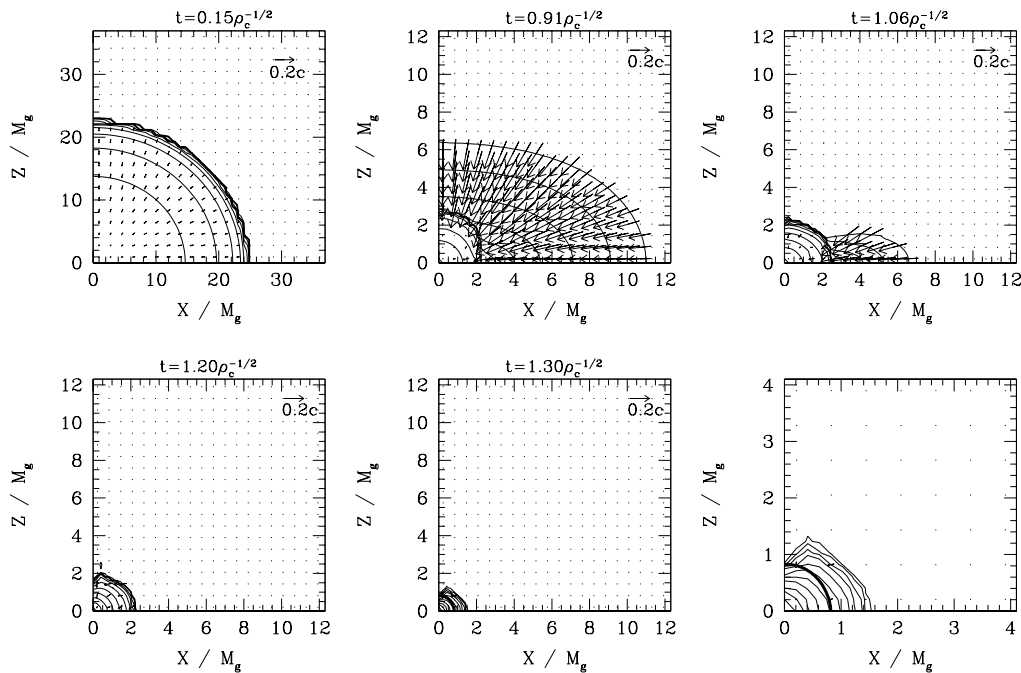 t=0.15ρc^-1/2
0.2c
30
20
10
0
Z / Mg
0 10 20 30
X / Mg
t=0.91ρc^-1/2
0.2c
12
10
8
6
4
2
0
Z / Mg
0 2 4 6 8 10 12
X / Mg
t=1.06ρc^-1/2
0.2c
12
10
8
6
4
2
0
Z / Mg
0 2 4 6 8 10 12
X / Mg
t=1.20ρc^-1/2
0.2c
12
10
8
6
4
2
0
Z / Mg
0 2 4 6 8 10 12
X / Mg
t=1.30ρc^-1/2
0.2c
12
10
8
6
4
2
0
Z / Mg
0 2 4 6 8 10 12
X / Mg
4
3
2
1
0
Z / Mg
0 1 2 3 4
X / Mg